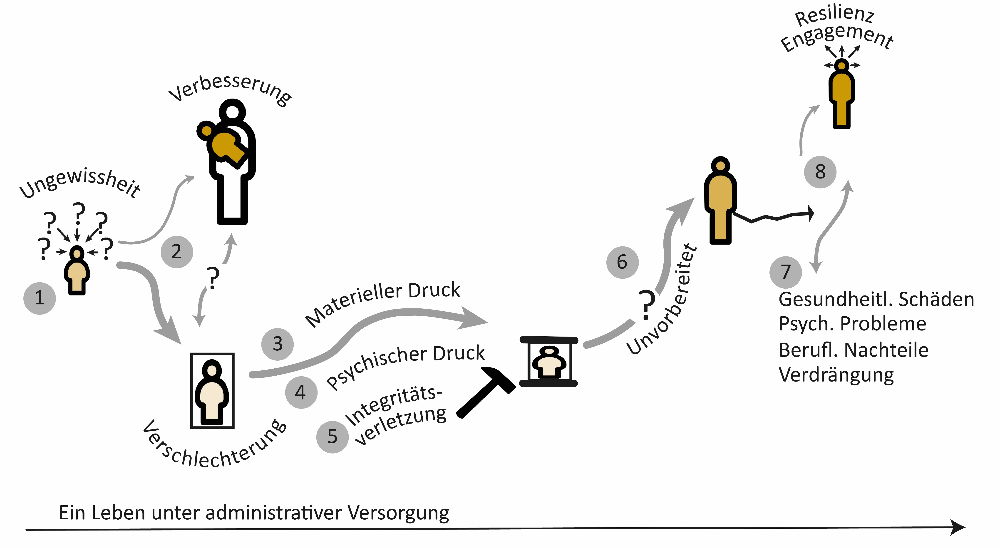 Resilienz
Engagement
Verbesserung
Ungewissheit
? ? ? ? ?
1
2
?
Verschlechterung
3
Materieller Druck
4
Psychischer Druck
5
Integritäts-
verletzung
6
?
Unvorbereitet
8
7
Gesundheitl. Schäden
Psych. Probleme
Berufl. Nachteile
Verdrängung
Ein Leben unter administrativer Versorgung